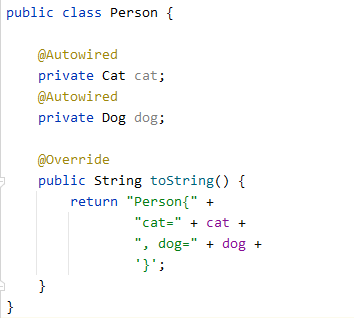 public class Person {
@Autowired
private Cat cat;
@Autowired
private Dog dog;
@Override
public String toString() {
return "Person{" +
"cat=" + cat +
", dog=" + dog +
'}';
}
}